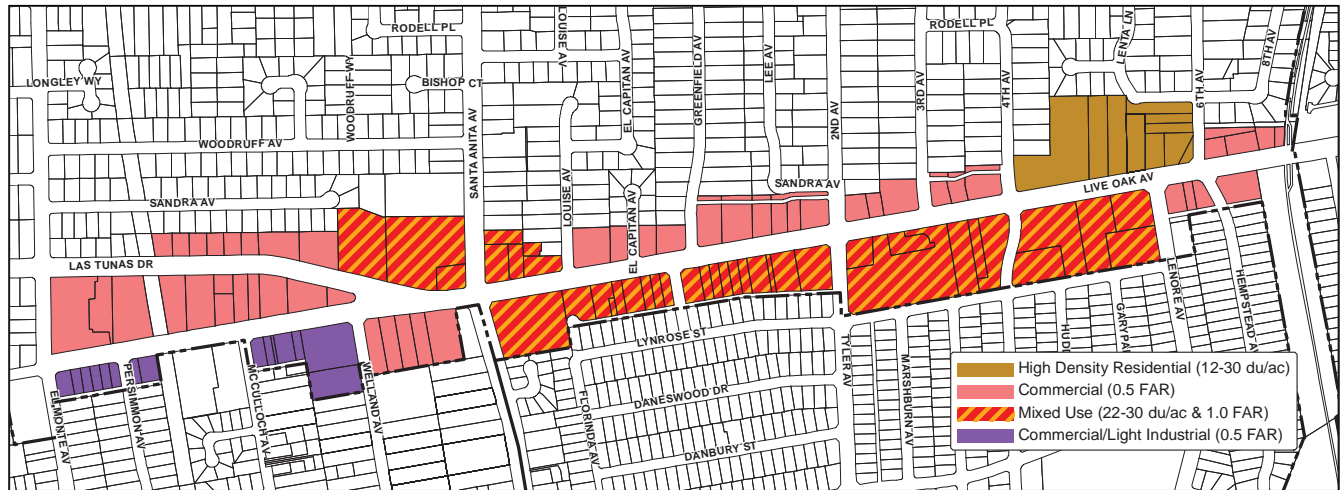 RODELL PL
LOUISE AV
EL CAPITAN AV
GREENFIELD AV
LEE AV
2ND AV
3RD AV
RODELL PL
4TH AV
LENTA LN
6TH AV
8TH AV
LONGLEY WY
WOODRUFF WY
BISHOP CT
SANTA ANITA AV
WOODRUFF AV
LOUISE AV
SANDRA AV
SANDRA AV
LIVE OAK AV
LAS TUNAS DR
EL CAPITAN AV
LENORE AV
HEMPSTEAD AV
EL MONTE AV
PERSIMMON AV
MCCULLOCH AV
WELLAND AV
FLORINDA AV
LYNROSE ST
DANESWOOD DR
DANBURY ST
TYLER AV
MARSHBURN AV
High Density Residential (12-30 du/ac)
Commercial (0.5 FAR)
Mixed Use (22-30 du/ac & 1.0 FAR)
Commercial/Light Industrial (0.5 FAR)